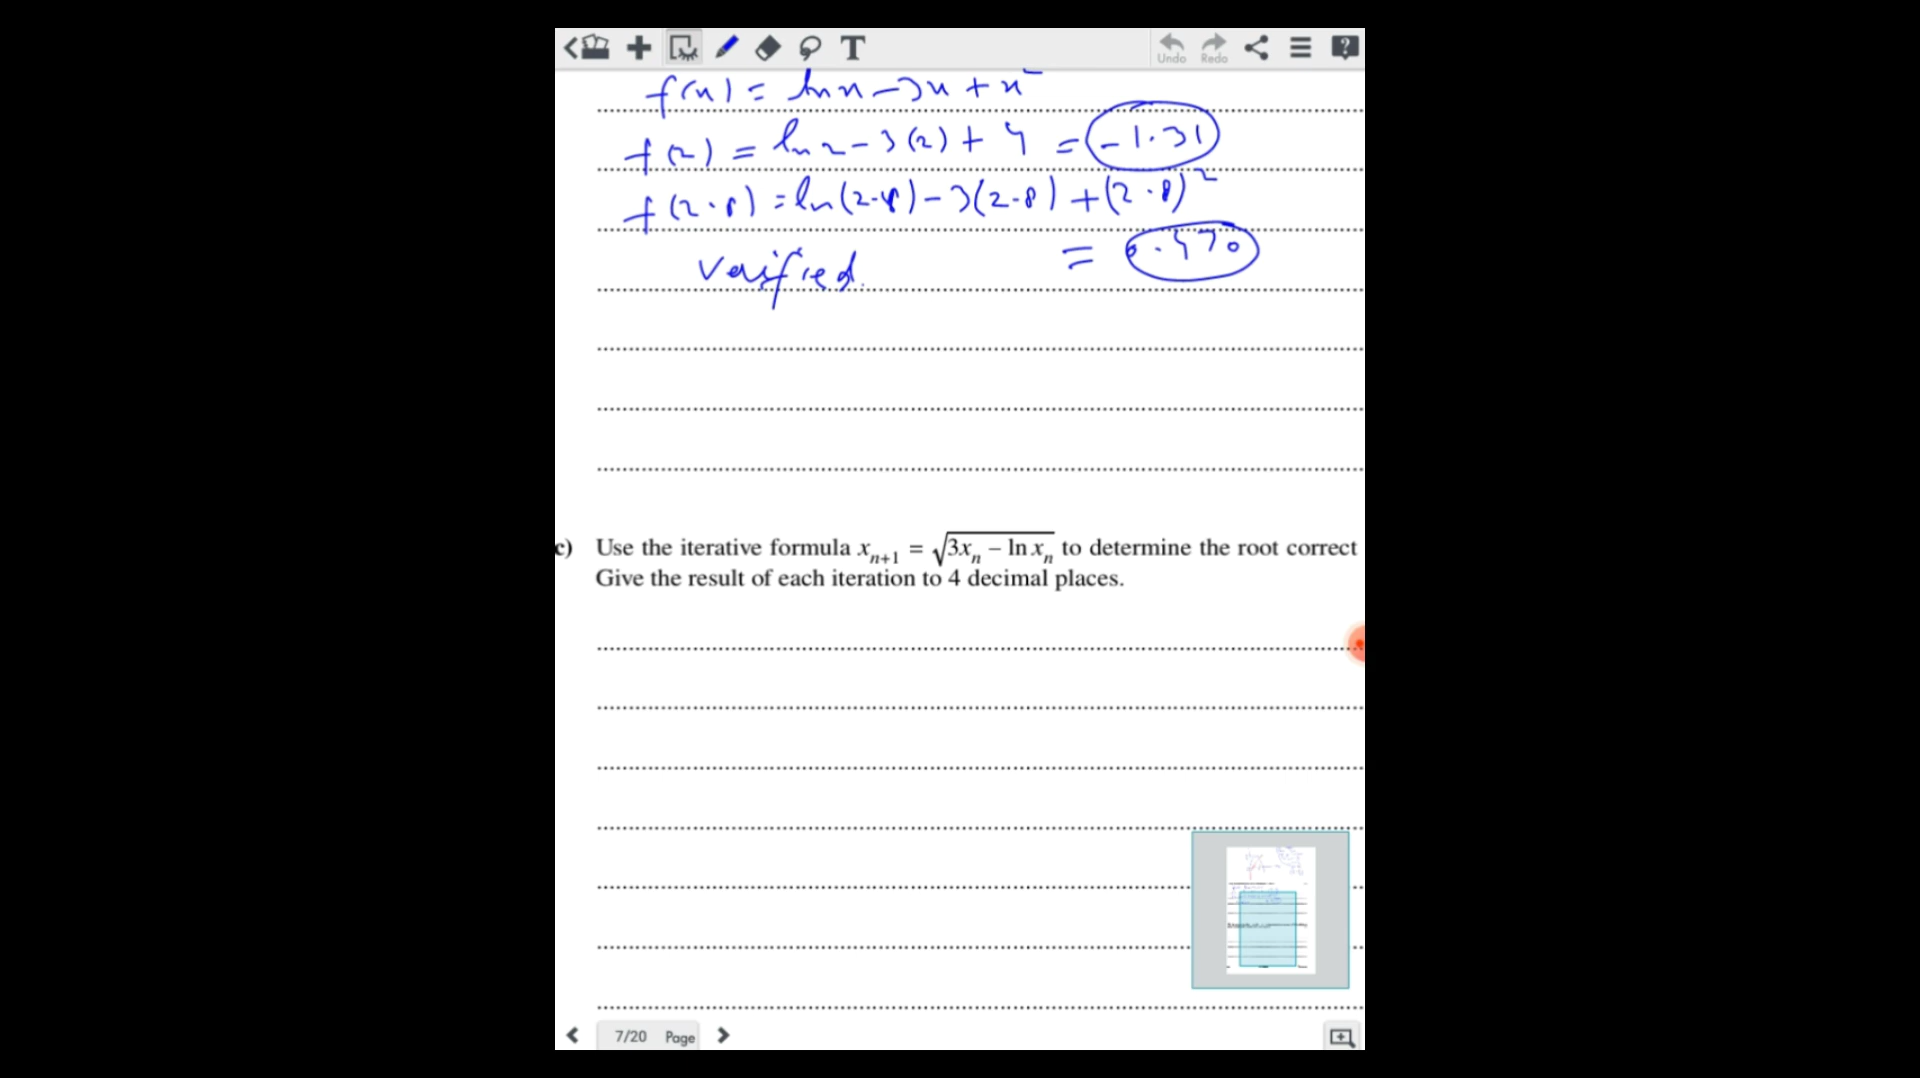 Undo Redo
f(x) = ln x - 3x + x²
f(2) = ln 2 - 3(2) + 4 = -1.31
f(2.8) = ln(2.8) - 3(2.8) + (2.8)²
= 0.470
Verified.
c) Use the iterative formula xₙ₊₁ = √(3xₙ − ln xₙ) to determine the root correct
Give the result of each iteration to 4 decimal places.
7/20 Page